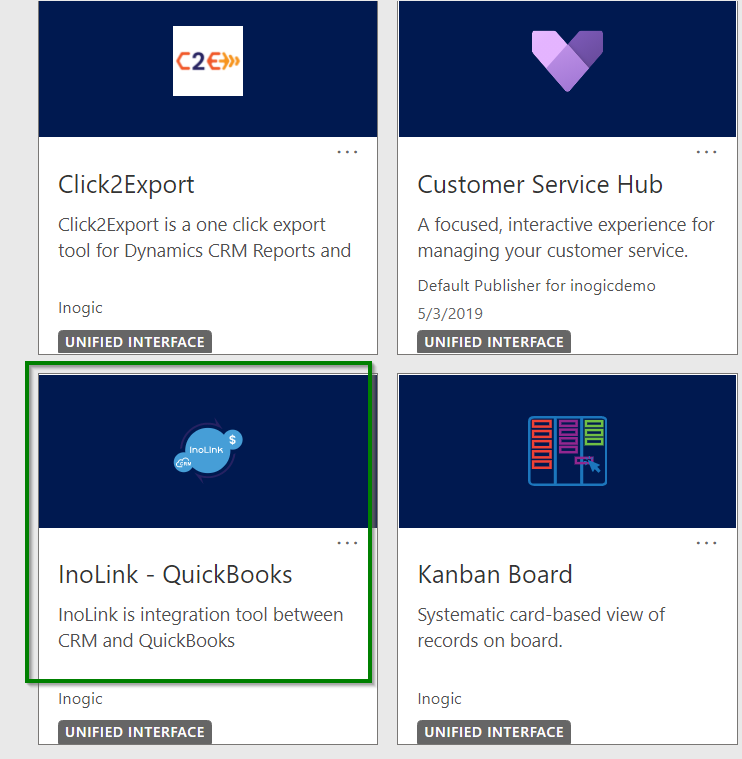 C2E
...
Click2Export
Click2Export is a one click export
tool for Dynamics CRM Reports and
Inogic
UNIFIED INTERFACE
...
Customer Service Hub
A focused, interactive experience for
managing your customer service.
Default Publisher for inogicdemo
5/3/2019
UNIFIED INTERFACE
$
InoLink
CRM
...
InoLink - QuickBooks
InoLink is integration tool between
CRM and QuickBooks
Inogic
UNIFIED INTERFACE
...
Kanban Board
Systematic card-based view of
records on board.
Inogic
UNIFIED INTERFACE